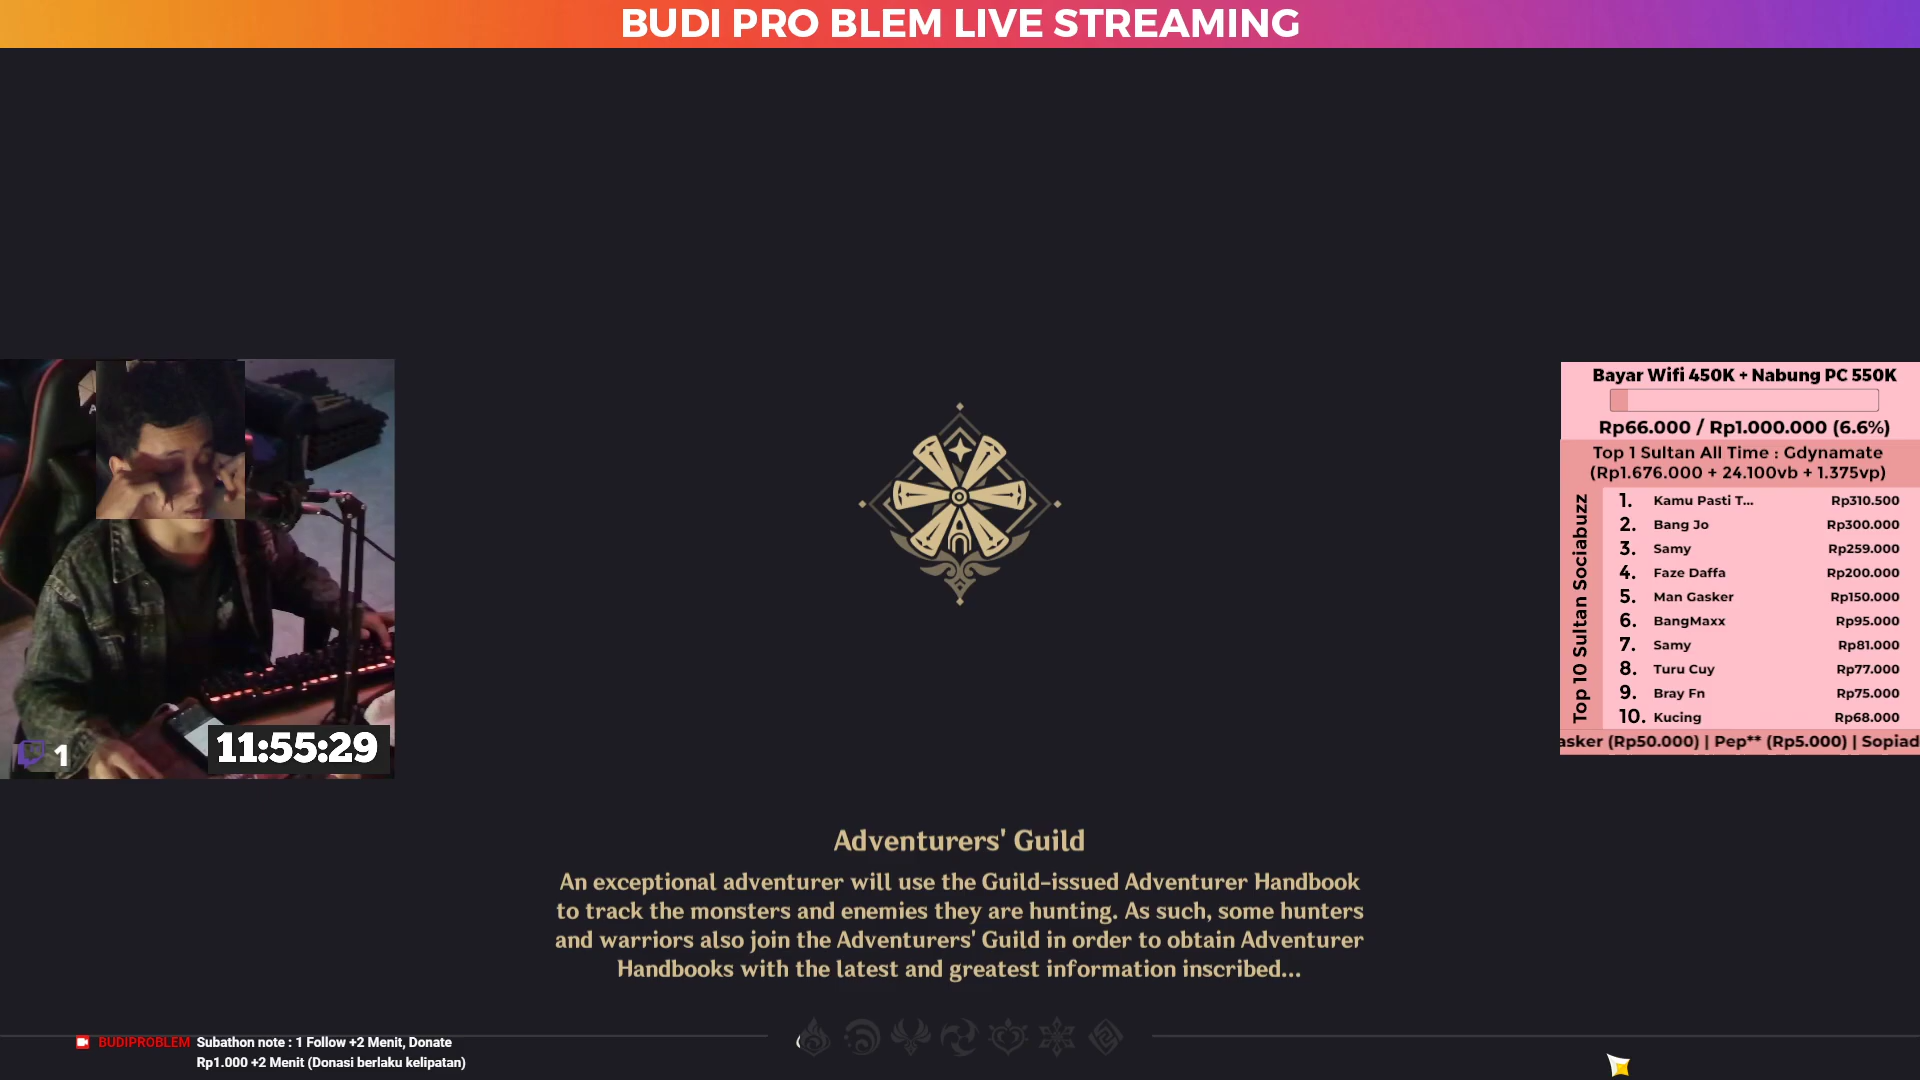 BUDI PRO BLEM LIVE STREAMING
Bayar Wifi 450K + Nabung PC 550K
Rp66.000 / Rp1.000.000 (6.6%)
Top 1 Sultan All Time : Gdynamate
(Rp1.676.000 + 24.100vb + 1.375vp)
Top 10 Sultan Sociabuzz
1. Kamu Pasti T... Rp310.500
2. Bang Jo Rp300.000
3. Samy Rp259.000
4. Faze Daffa Rp200.000
5. Man Gasker Rp150.000
6. BangMaxx Rp95.000
7. Samy Rp81.000
8. Turu Cuy Rp77.000
9. Bray Fn Rp75.000
10. Kucing Rp68.000
asker (Rp50.000) | Pep** (Rp5.000) | Sopiad
1
11:55:29
Adventurers' Guild
An exceptional adventurer will use the Guild-issued Adventurer Handbook
to track the monsters and enemies they are hunting. As such, some hunters
and warriors also join the Adventurers' Guild in order to obtain Adventurer
Handbooks with the latest and greatest information inscribed...
BUDIPROBLEM Subathon note : 1 Follow +2 Menit, Donate
Rp1.000 +2 Menit (Donasi berlaku kelipatan)